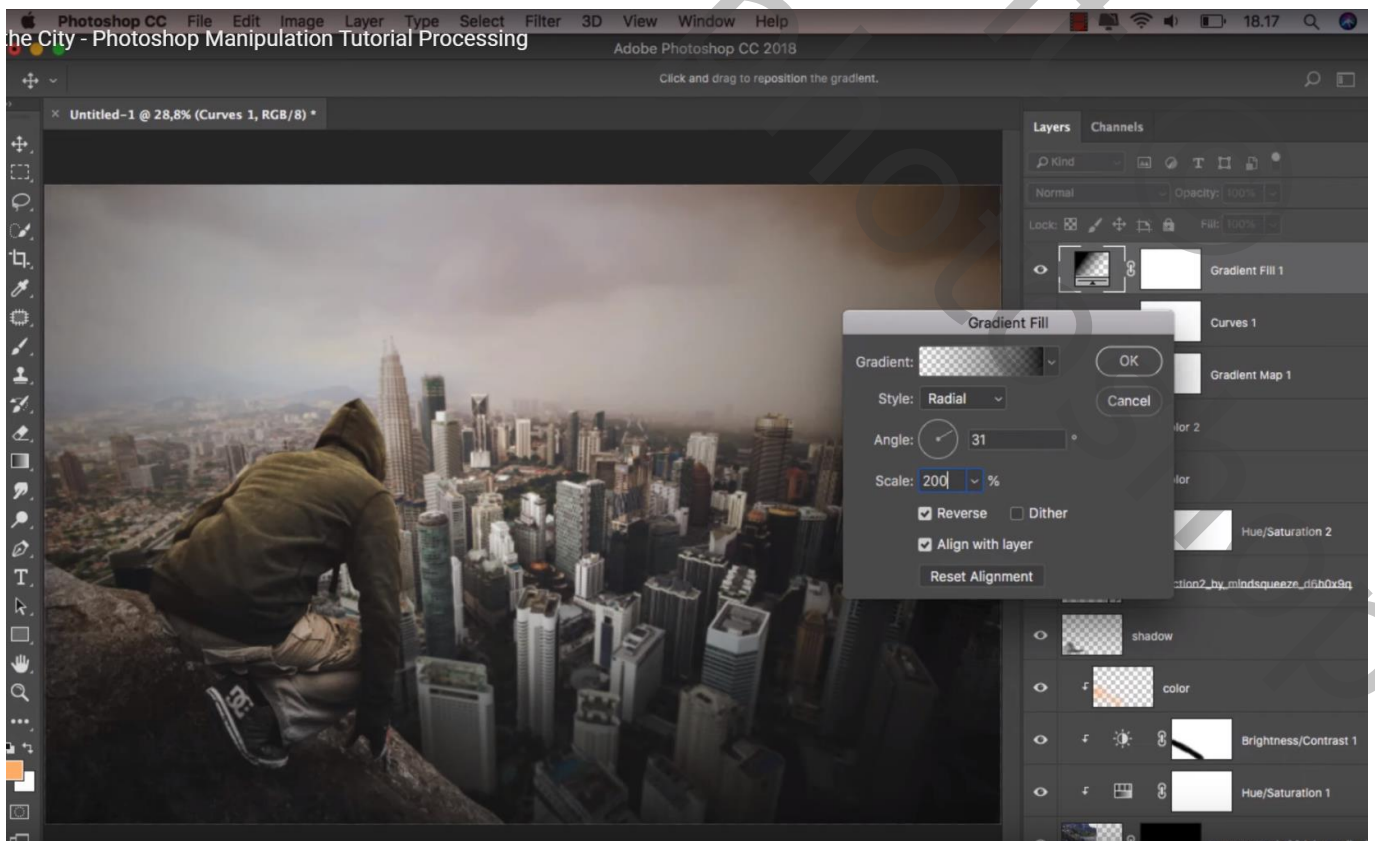 Photoshop CC File Edit Image Layer Type Select Filter 3D View Window Help 18.17
he City - Photoshop Manipulation Tutorial Processing
Adobe Photoshop CC 2018
Click and drag to reposition the gradient.
× Untitled-1 @ 28,8% (Curves 1, RGB/8) *
Layers Channels
Kind
Normal Opacity: 100%
Lock: Fill: 100%
Gradient Fill 1
Gradient Fill
Curves 1
Gradient: OK
Gradient Map 1
Style: Radial Cancel
lor 2
Angle: 31 °
Scale: 200 %
lor
Reverse Dither
Hue/Saturation 2
Align with layer
Reset Alignment
ction2_by_mindsqueeze_d6h0x9q
shadow
color
DC
Brightness/Contrast 1
Hue/Saturation 1